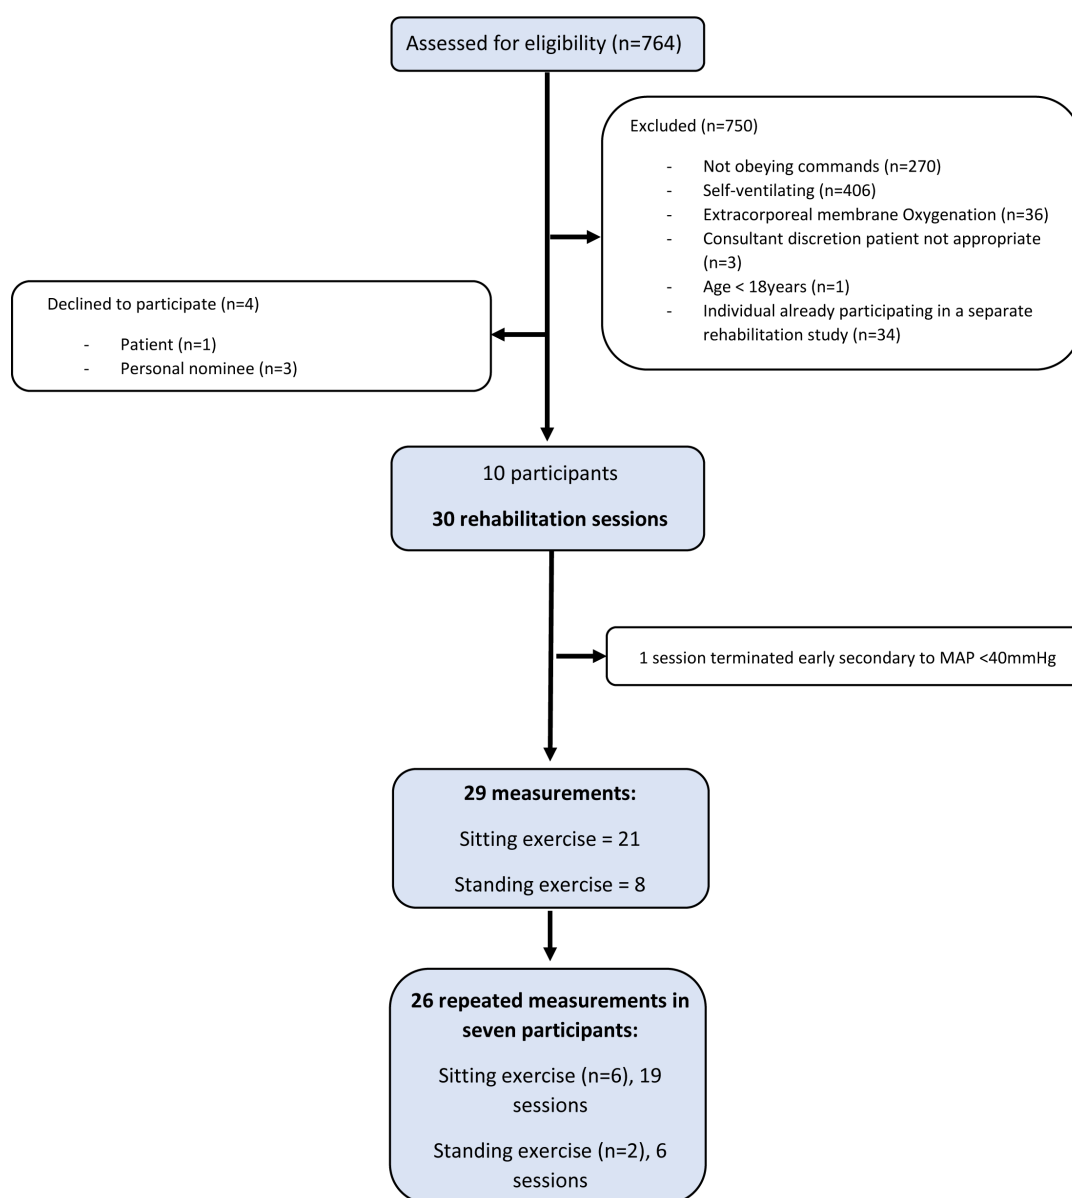 Assessed for eligibility (n=764)
Excluded (n=750)
- Not obeying commands (n=270)
- Self-ventilating (n=406)
- Extracorporeal membrane Oxygenation (n=36)
- Consultant discretion patient not appropriate
(n=3)
- Age < 18years (n=1)
- Individual already participating in a separate
rehabilitation study (n=34)
Declined to participate (n=4)
- Patient (n=1)
- Personal nominee (n=3)
10 participants
30 rehabilitation sessions
1 session terminated early secondary to MAP <40mmHg
29 measurements:
Sitting exercise = 21
Standing exercise = 8
26 repeated measurements in
seven participants:
Sitting exercise (n=6), 19
sessions
Standing exercise (n=2), 6
sessions